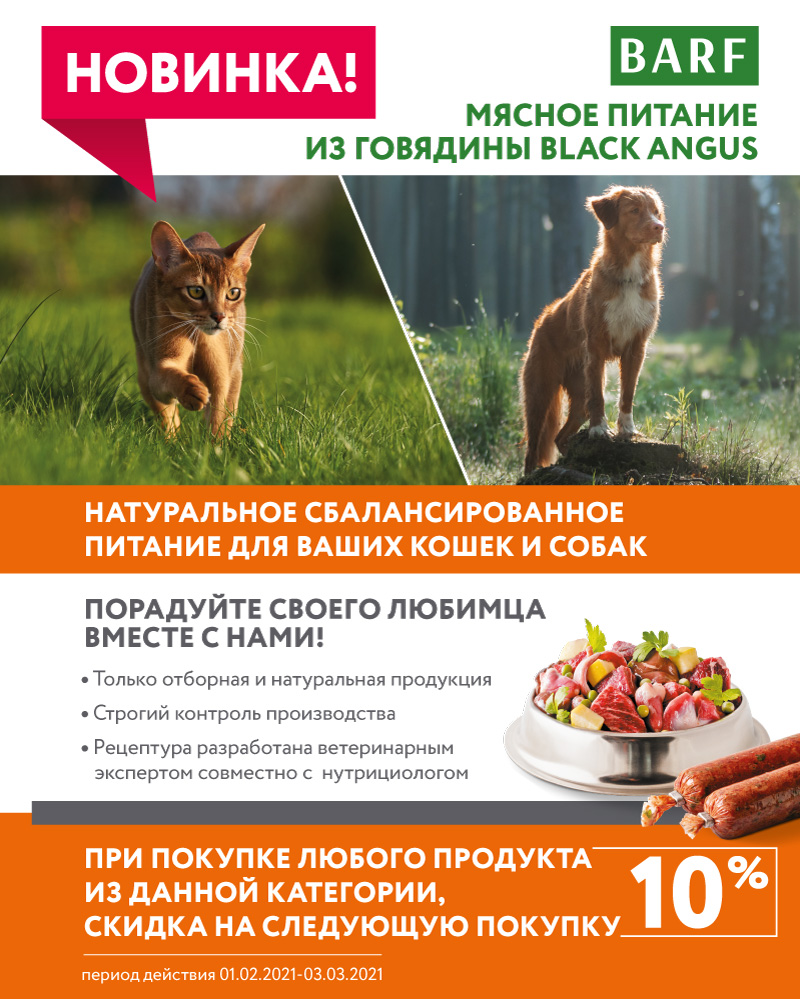 НОВИНКА!
BARF
МЯСНОЕ ПИТАНИЕ
ИЗ ГОВЯДИНЫ BLACK ANGUS
НАТУРАЛЬНОЕ СБАЛАНСИРОВАННОЕ
ПИТАНИЕ ДЛЯ ВАШИХ КОШЕК И СОБАК
ПОРАДУЙТЕ СВОЕГО ЛЮБИМЦА
ВМЕСТЕ С НАМИ!
• Только отборная и натуральная продукция
• Строгий контроль производства
• Рецептура разработана ветеринарным
экспертом совместно с нутрициологом
ПРИ ПОКУПКЕ ЛЮБОГО ПРОДУКТА
ИЗ ДАННОЙ КАТЕГОРИИ,
СКИДКА НА СЛЕДУЮЩУЮ ПОКУПКУ 10%
период действия 01.02.2021-03.03.2021